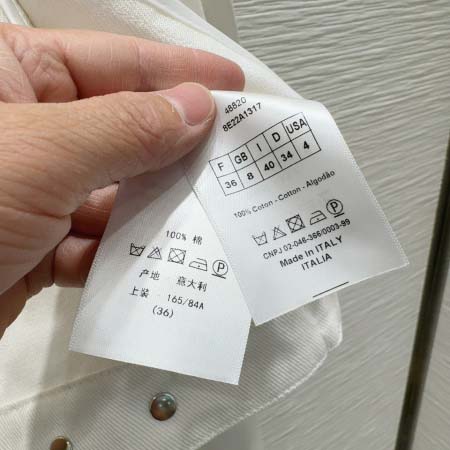 48820
8E22A1317
F GB I D USA
36 8 40 34 4
100% Coton - Cotton - Algodão
CNPJ 02-046-366/0003-99
Made in ITALY
ITALIA
100% 棉
P
产地：意大利
上装：165/84A
(36)